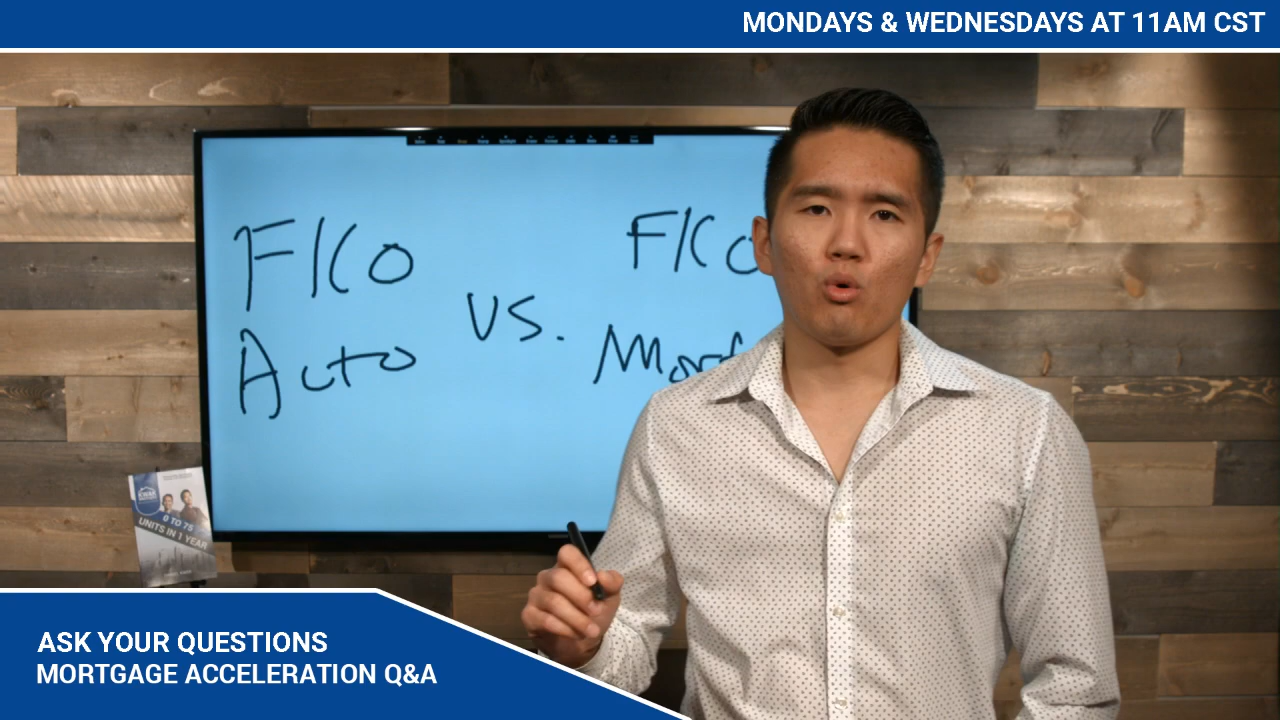 MONDAYS & WEDNESDAYS AT 11AM CST
FICO
FICO
VS.
Auto
Mort
0 TO 75
UNITS IN 1 YEAR
ASK YOUR QUESTIONS
MORTGAGE ACCELERATION Q&A